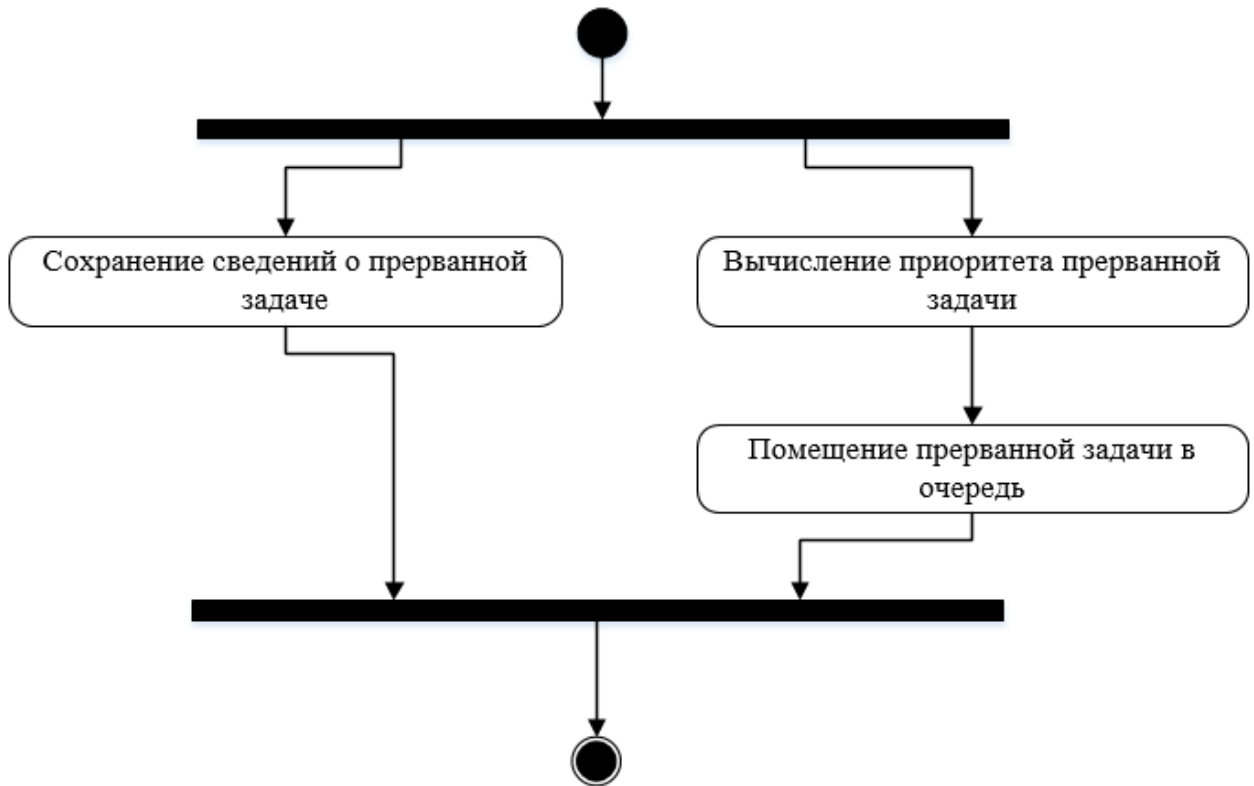 Сохранение сведений о прерванной
задаче
Вычисление приоритета прерванной
задачи
Помещение прерванной задачи в
очередь